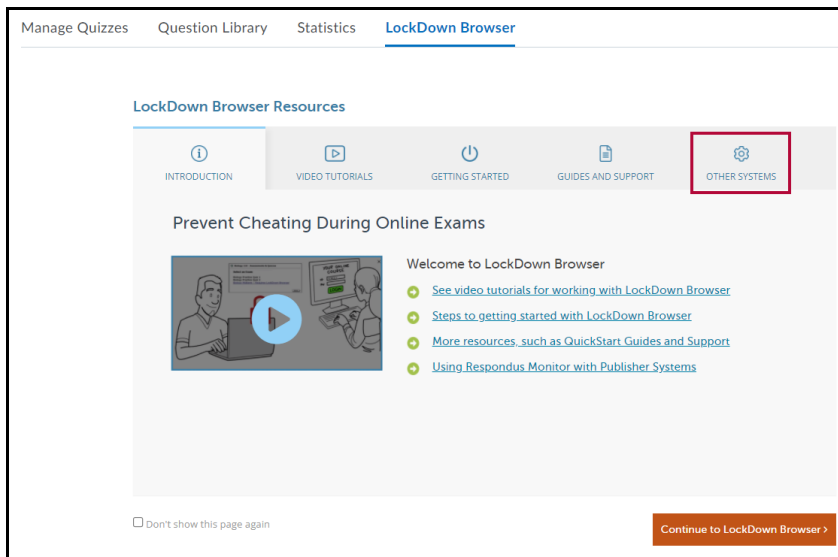 Manage Quizzes Question Library Statistics LockDown Browser
LockDown Browser Resources
INTRODUCTION VIDEO TUTORIALS GETTING STARTED GUIDES AND SUPPORT OTHER SYSTEMS
Prevent Cheating During Online Exams
Welcome to LockDown Browser
See video tutorials for working with LockDown Browser
Steps to getting started with LockDown Browser
More resources, such as QuickStart Guides and Support
Using Respondus Monitor with Publisher Systems
Don't show this page again
Continue to LockDown Browser ›